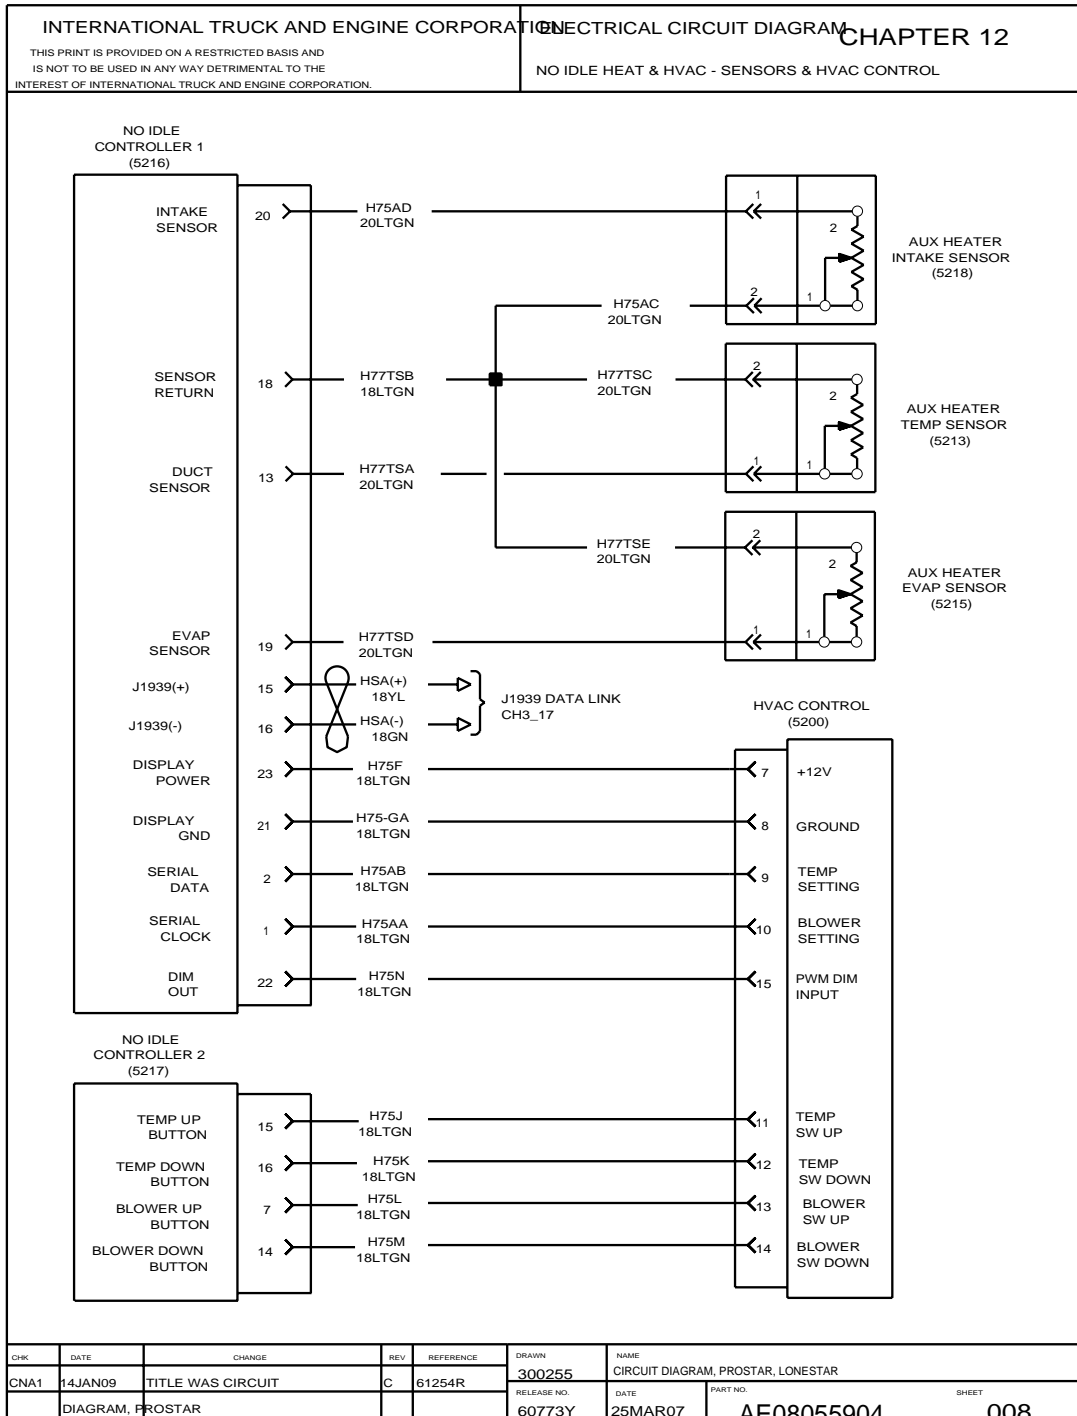 INTERNATIONAL TRUCK AND ENGINE CORPORATION
THIS PRINT IS PROVIDED ON A RESTRICTED BASIS AND
IS NOT TO BE USED IN ANY WAY DETRIMENTAL TO THE
INTEREST OF INTERNATIONAL TRUCK AND ENGINE CORPORATION.
ELECTRICAL CIRCUIT DIAGRAM
CHAPTER 12
NO IDLE HEAT & HVAC - SENSORS & HVAC CONTROL
NO IDLE
CONTROLLER 1
(5216)
INTAKE
SENSOR
20
H75AD
20LTGN
1
2
AUX HEATER
INTAKE SENSOR
(5218)
H75AC
20LTGN
2
1
SENSOR
RETURN
18
H77TSB
18LTGN
H77TSC
20LTGN
2
2
AUX HEATER
TEMP SENSOR
(5213)
DUCT
SENSOR
13
H77TSA
20LTGN
1
1
H77TSE
20LTGN
2
2
AUX HEATER
EVAP SENSOR
(5215)
EVAP
SENSOR
19
H77TSD
20LTGN
1
1
J1939(+)
15
HSA(+)
18YL
J1939(-)
16
HSA(-)
18GN
J1939 DATA LINK
CH3_17
HVAC CONTROL
(5200)
DISPLAY
POWER
23
H75F
18LTGN
7
+12V
DISPLAY
GND
21
H75-GA
18LTGN
8
GROUND
SERIAL
DATA
2
H75AB
18LTGN
9
TEMP
SETTING
SERIAL
CLOCK
1
H75AA
18LTGN
10
BLOWER
SETTING
DIM
OUT
22
H75N
18LTGN
15
PWM DIM
INPUT
NO IDLE
CONTROLLER 2
(5217)
TEMP UP
BUTTON
15
H75J
18LTGN
11
TEMP
SW UP
TEMP DOWN
BUTTON
16
H75K
18LTGN
12
TEMP
SW DOWN
BLOWER UP
BUTTON
7
H75L
18LTGN
13
BLOWER
SW UP
BLOWER DOWN
BUTTON
14
H75M
18LTGN
14
BLOWER
SW DOWN
CHK DATE CHANGE REV REFERENCE
CNA1 14JAN09 TITLE WAS CIRCUIT C 61254R
DIAGRAM, PROSTAR
DRAWN
300255
NAME
CIRCUIT DIAGRAM, PROSTAR, LONESTAR
RELEASE NO.
60773Y
DATE
25MAR07
PART NO.
AE08055904
SHEET
008